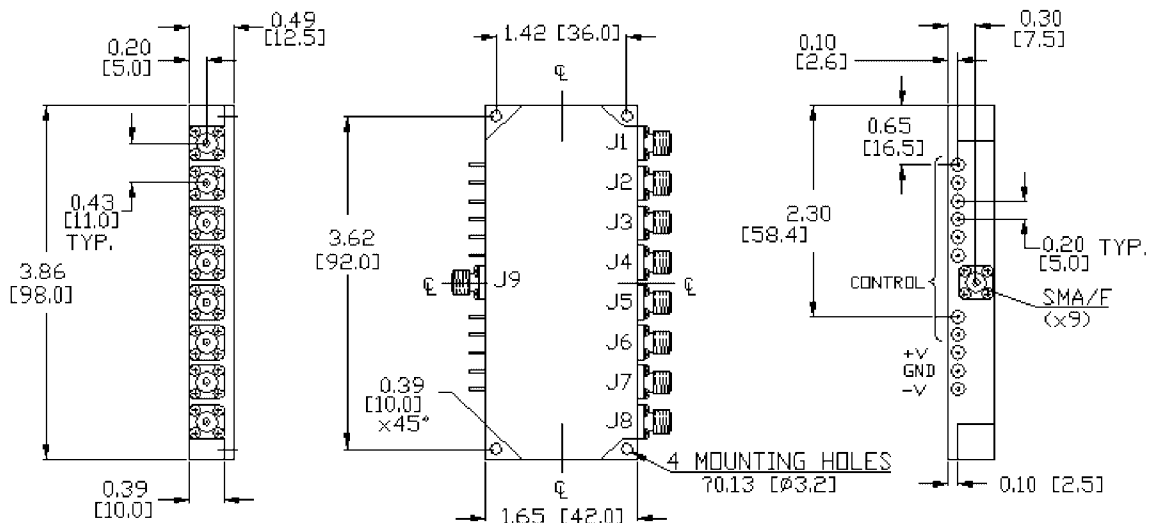 0.49
[12.5]
0.20
[5.0]
0.43
[11.0]
TYP.
3.86
[98.0]
0.39
[10.0]
1.42 [36.0]
℄
J1
J2
J3
J4
J5
J6
J7
J8
J9
℄
℄
3.62
[92.0]
0.39
[10.0]
×45°
4 MOUNTING HOLES
?0.13 [Ø3.2]
℄
1.65 [42.0]
0.30
[7.5]
0.10
[2.6]
0.65
[16.5]
2.30
[58.4]
0.20 TYP.
[5.0]
CONTROL
SMA/F
(x9)
+V
GND
-V
0.10 [2.5]